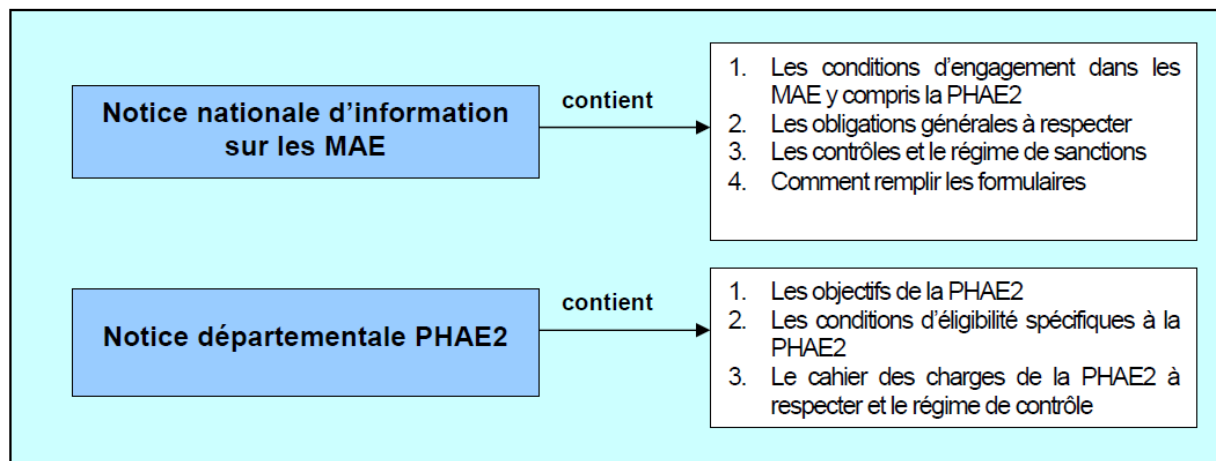 Notice nationale d’information
sur les MAE
contient
1. Les conditions d’engagement dans les
MAE y compris la PHAE2
2. Les obligations générales à respecter
3. Les contrôles et le régime de sanctions
4. Comment remplir les formulaires
Notice départementale PHAE2
contient
1. Les objectifs de la PHAE2
2. Les conditions d’éligibilité spécifiques à la
PHAE2
3. Le cahier des charges de la PHAE2 à
respecter et le régime de contrôle